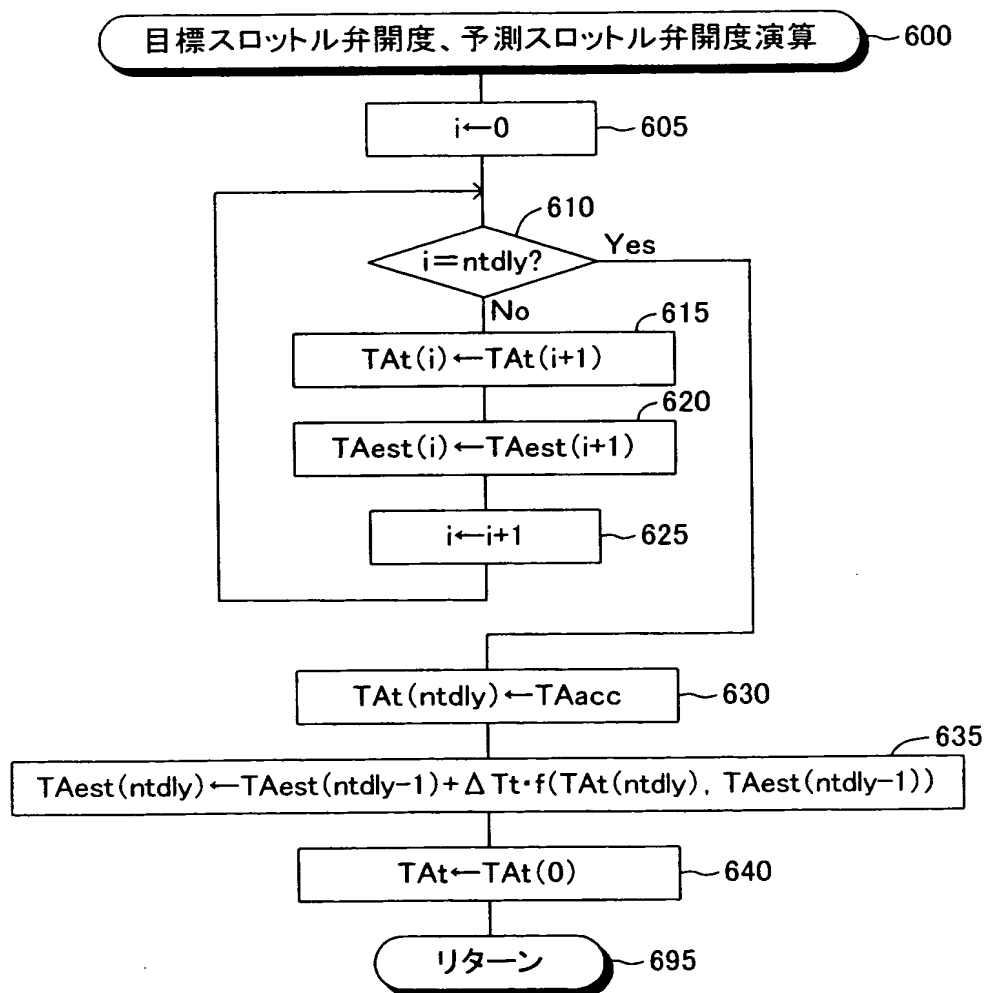 目標スロットル弁開度、予測スロットル弁開度演算
600
i←0
605
610
i=ntdly?
Yes
No
615
TAt(i)←TAt(i+1)
620
TAest(i)←TAest(i+1)
i←i+1
625
TAt(ntdly)←TAacc
630
635
TAest(ntdly)←TAest(ntdly-1)+ΔTt・f(TAt(ntdly), TAest(ntdly-1))
TAt←TAt(0)
640
リターン
695